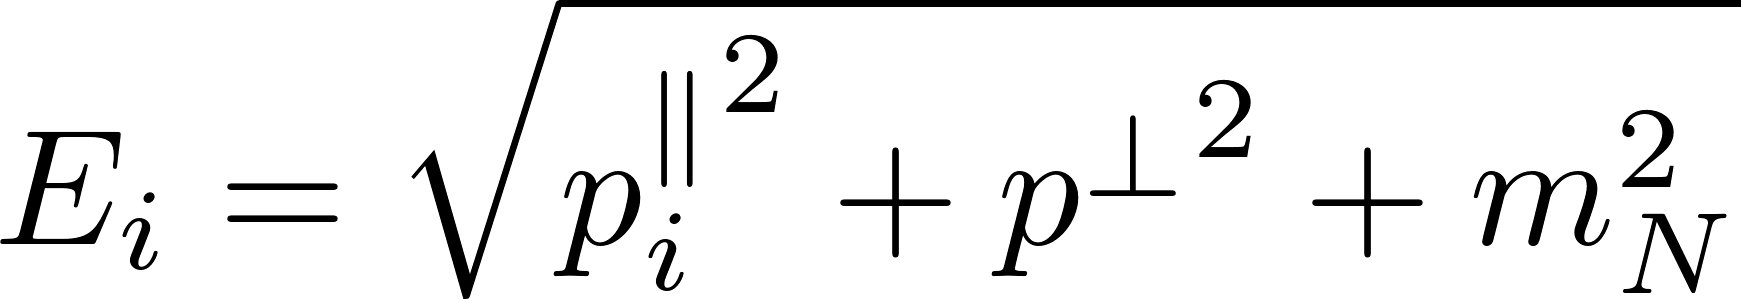 $E_i = \sqrt{{p_i^{\parallel}}^2 + {p^{\perp}}^2 + m_N^2}$